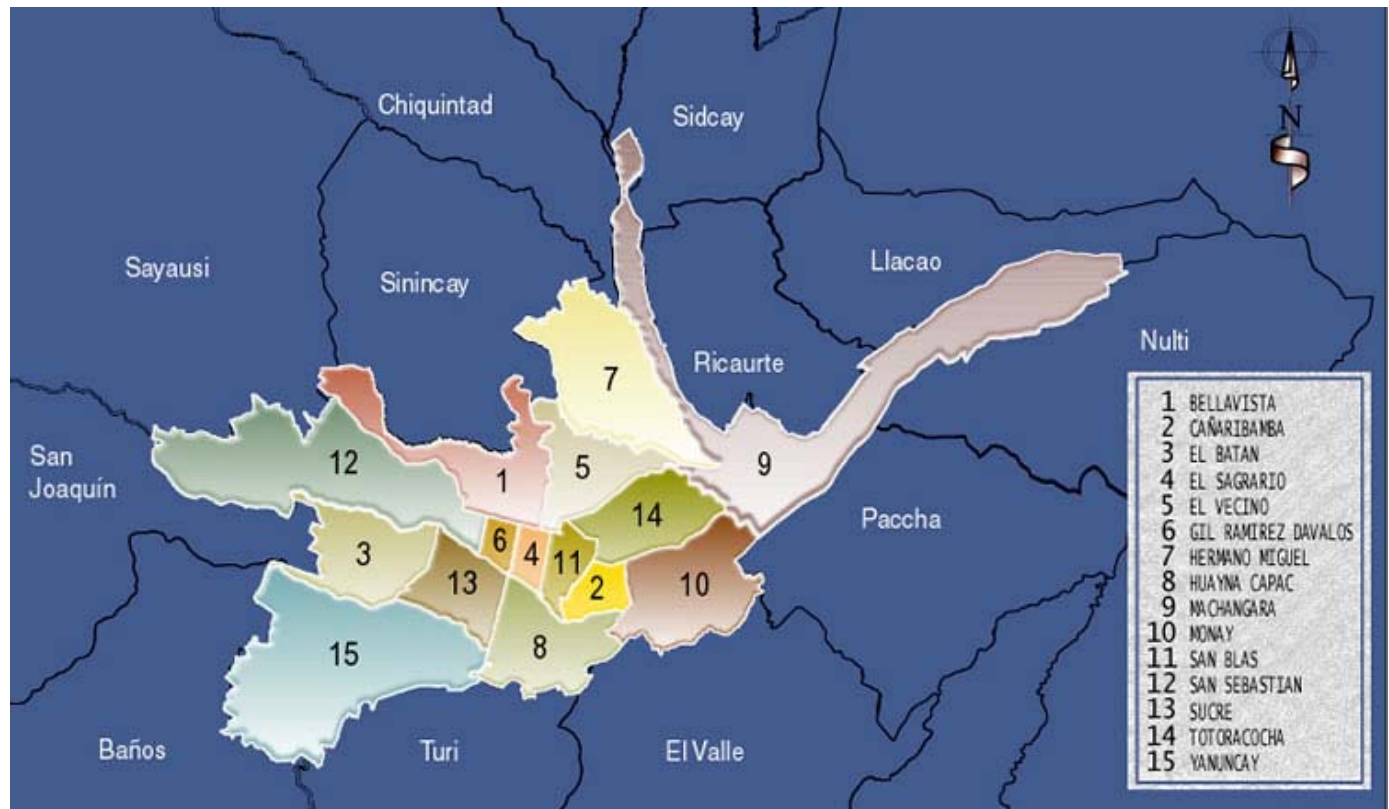 Chiquintad
Sidcay
N
Sayausi
Sinincay
Llacao
Ricaurte
Nulti
San
Joaquín
Paccha
Baños
Turi
El Valle
7
12
1
5
9
14
6
4
11
3
13
2
10
8
15
1 BELLAVISTA
2 CAÑARIBAMBA
3 EL BATAN
4 EL SAGRARIO
5 EL VECINO
6 GIL RAMIREZ DAVALOS
7 HERMANO MIGUEL
8 HUAYNA CAPAC
9 MACHANGARA
10 MONAY
11 SAN BLAS
12 SAN SEBASTIAN
13 SUCRE
14 TOTORACOCHA
15 YANUNCAY